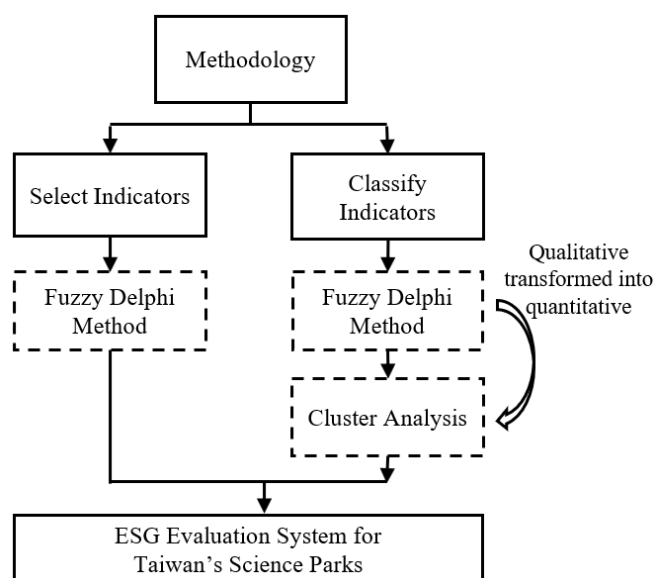 Methodology
Select Indicators
Classify
Indicators
Fuzzy Delphi
Method
Fuzzy Delphi
Method
Qualitative
transformed into
quantitative
Cluster Analysis
ESG Evaluation System for
Taiwan’s Science Parks